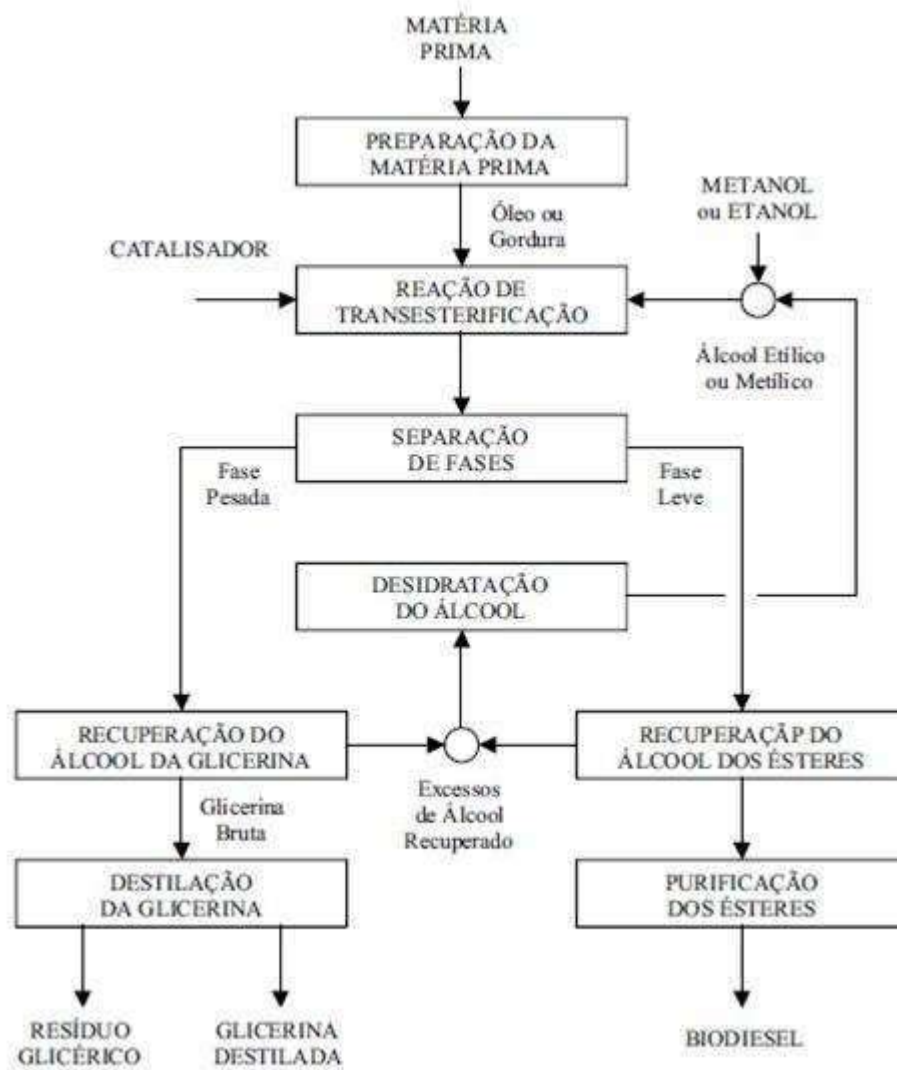 MATÉRIA
PRIMA
PREPARAÇÃO DA
MATÉRIA PRIMA
METANOL
ou ETANOL
Óleo ou
Gordura
CATALISADOR
REAÇÃO DE
TRANSESTERIFICAÇÃO
Álcool Etílico
ou Metílico
SEPARAÇÃO
DE FASES
Fase
Pesada
Fase
Leve
DESIDRATAÇÃO
DO ÁLCOOL
RECUPERAÇÃO DO
ÁLCOOL DA GLICERINA
RECUPERAÇÃP DO
ÁLCOOL DOS ÉSTERES
Glicerina
Bruta
Excessos
de Álcool
Recuperado
DESTILAÇÃO
DA GLICERINA
PURIFICAÇÃO
DOS ÉSTERES
RESÍDUO
GLICÉRICO
GLICERINA
DESTILADA
BIODIESEL